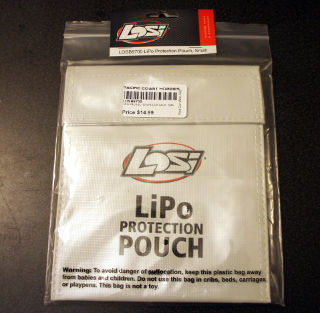 LOSI
LOSB9700 LiPo Protection Pouch, Small
PACIFIC COAST HOBBIES
Price $14.99
LOSI
LiPo
PROTECTION
POUCH
Warning: To avoid danger of suffocation, keep this plastic bag away
from babies and children. Do not use this bag in cribs, beds, carriages
or playpens. This bag is not a toy.